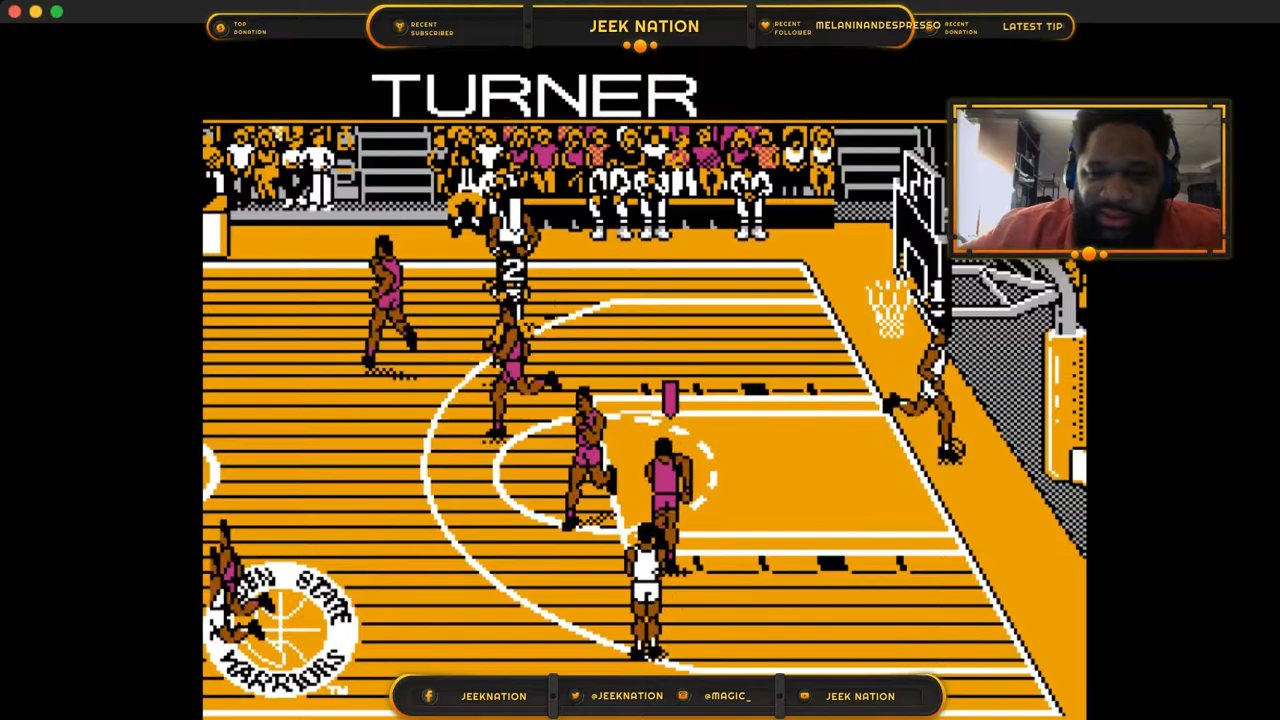 TOP
DONATION
RECENT
SUBSCRIBER
JEEK NATION
RECENT
FOLLOWER
MELANINANDESPRESSO
RECENT
DONATION
LATEST TIP
TURNER
2
1
STATE
WARRIORS
TM
JEEKNATION
@JEEKNATION
@MAGIC_
JEEK NATION